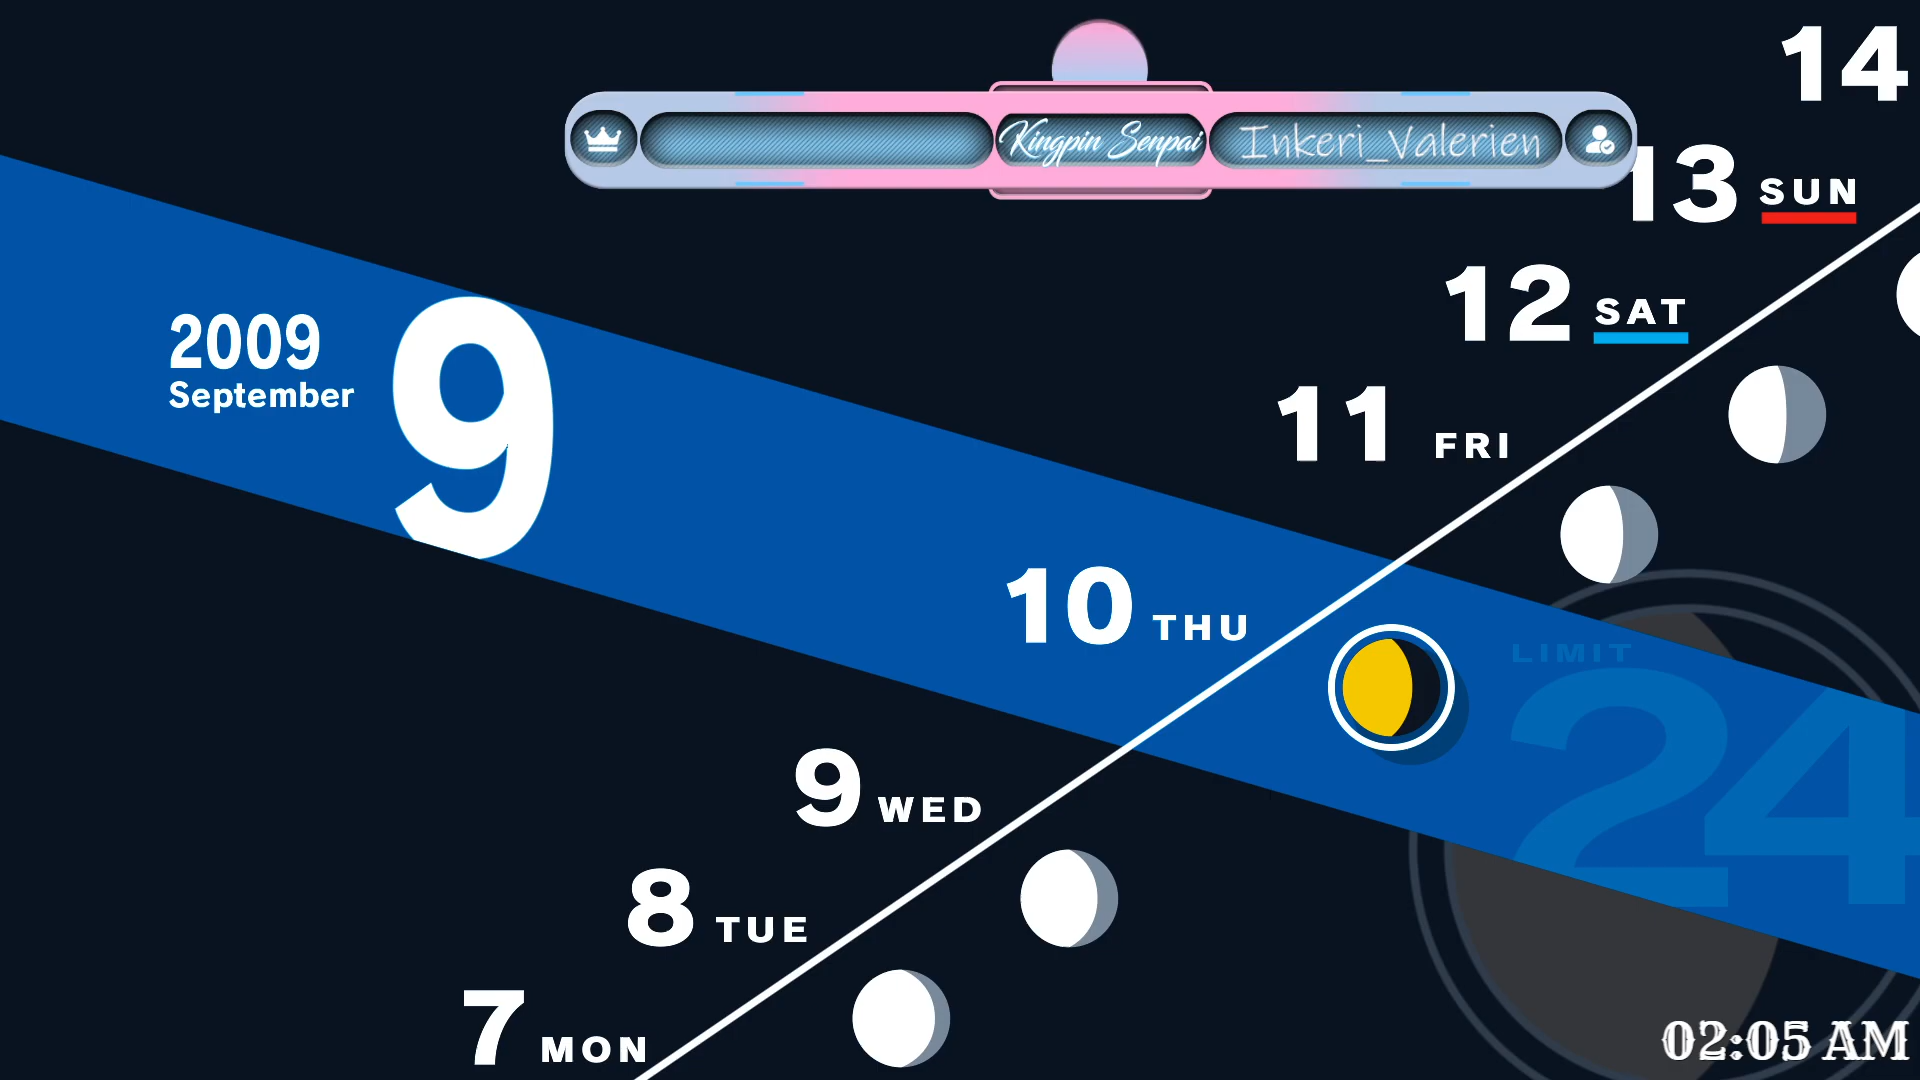 14
Kingpin Senpai
Inkeri_Valerien
13 SUN
12 SAT
2009
September
9
11 FRI
10 THU
LIMIT
24
9 WED
8 TUE
7 MON
02:05 AM